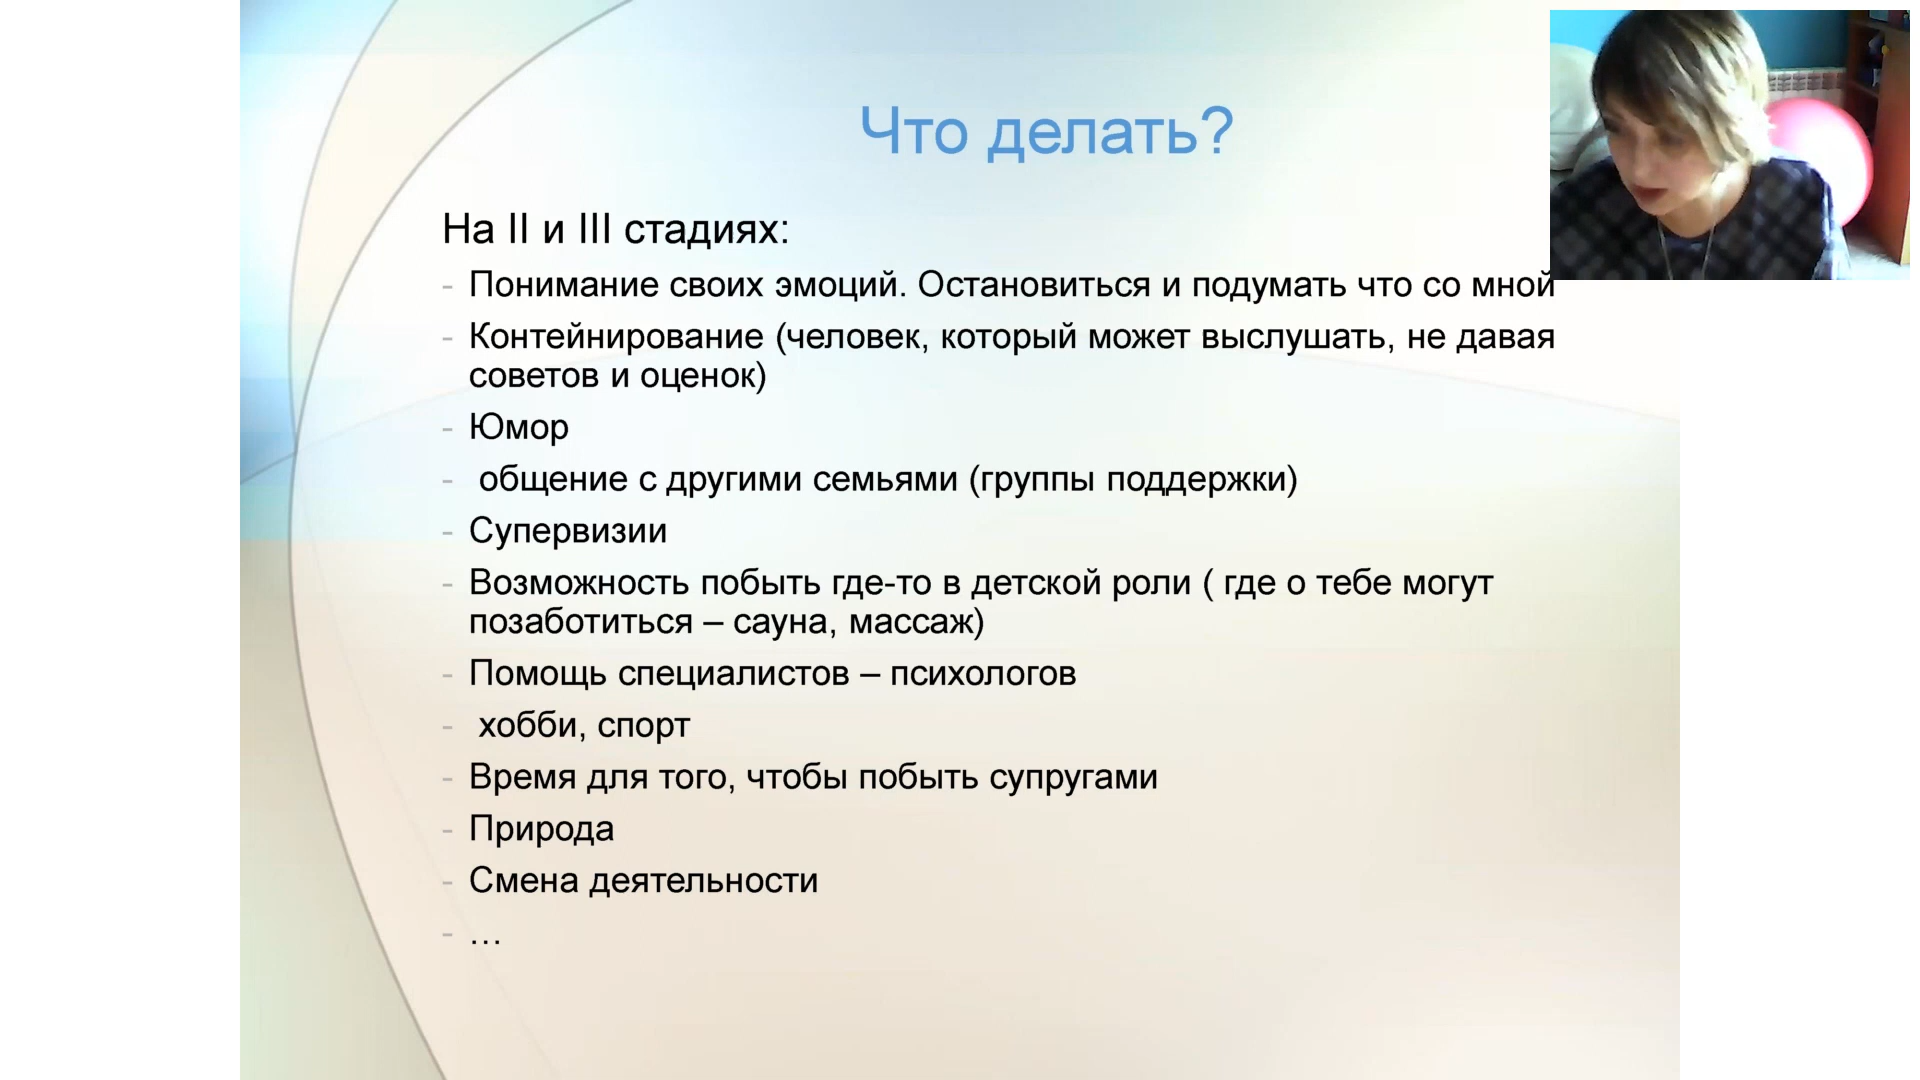 Что делать?
На II и III стадиях:
- Понимание своих эмоций. Остановиться и подумать что со мной
- Контейнирование (человек, который может выслушать, не давая
советов и оценок)
- Юмор
- общение с другими семьями (группы поддержки)
- Супервизии
- Возможность побыть где-то в детской роли ( где о тебе могут
позаботиться – сауна, массаж)
- Помощь специалистов – психологов
- хобби, спорт
- Время для того, чтобы побыть супругами
- Природа
- Смена деятельности
- …